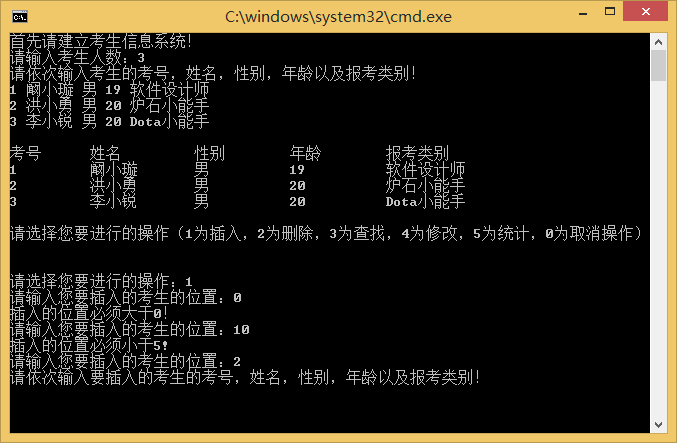 C:\windows\system32\cmd.exe
首先请建立考生信息系统!
请输入考生人数：3
请依次输入考生的考号，姓名，性别，年龄以及报考类别!
1 阚小璇 男 19 软件设计师
2 洪小勇 男 20 炉石小能手
3 李小锐 男 20 Dota小能手
考号 姓名 性别 年龄 报考类别
1 阚小璇 男 19 软件设计师
2 洪小勇 男 20 炉石小能手
3 李小锐 男 20 Dota小能手
请选择您要进行的操作（1为插入，2为删除，3为查找，4为修改，5为统计，0为取消操作）
请选择您要进行的操作：1
请输入您要插入的考生的位置：0
插入的位置必须大于0!
请输入您要插入的考生的位置：10
插入的位置必须小于5!
请输入您要插入的考生的位置：2
请依次输入要插入的考生的考号，姓名，性别，年龄以及报考类别!